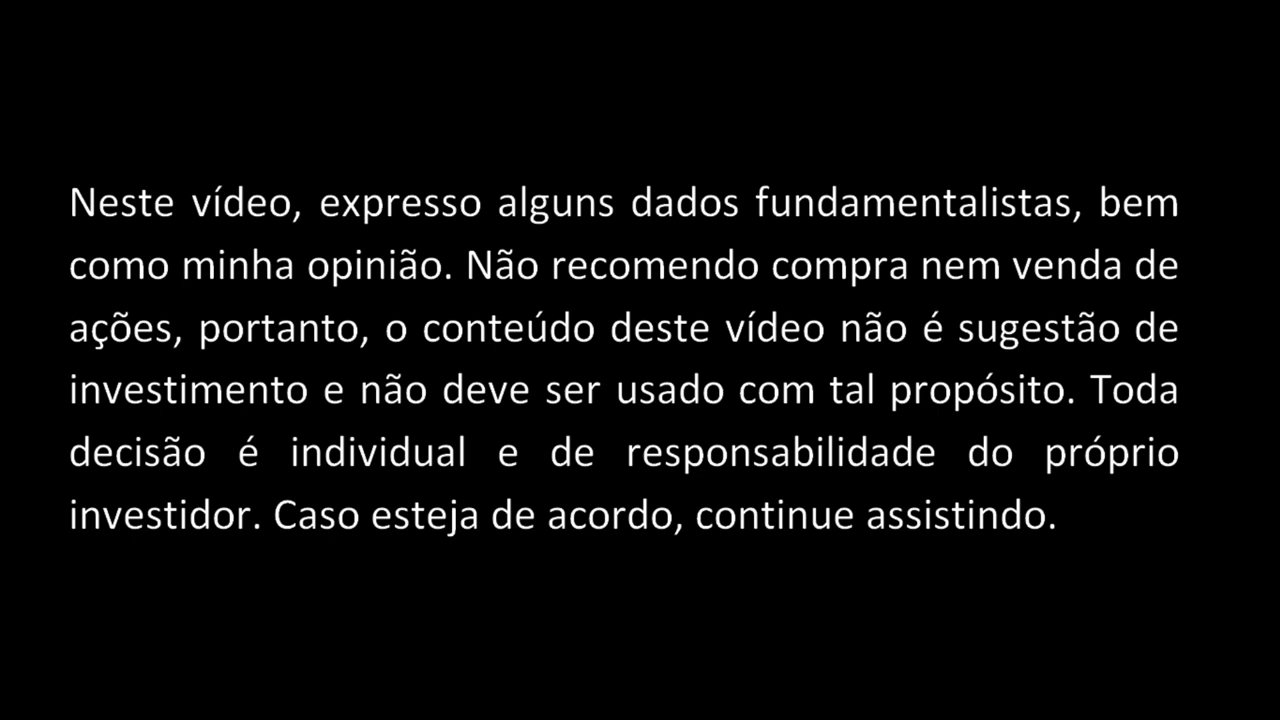 Neste vídeo, expresso alguns dados fundamentalistas, bem
como minha opinião. Não recomendo compra nem venda de
ações, portanto, o conteúdo deste vídeo não é sugestão de
investimento e não deve ser usado com tal propósito. Toda
decisão é individual e de responsabilidade do próprio
investidor. Caso esteja de acordo, continue assistindo.